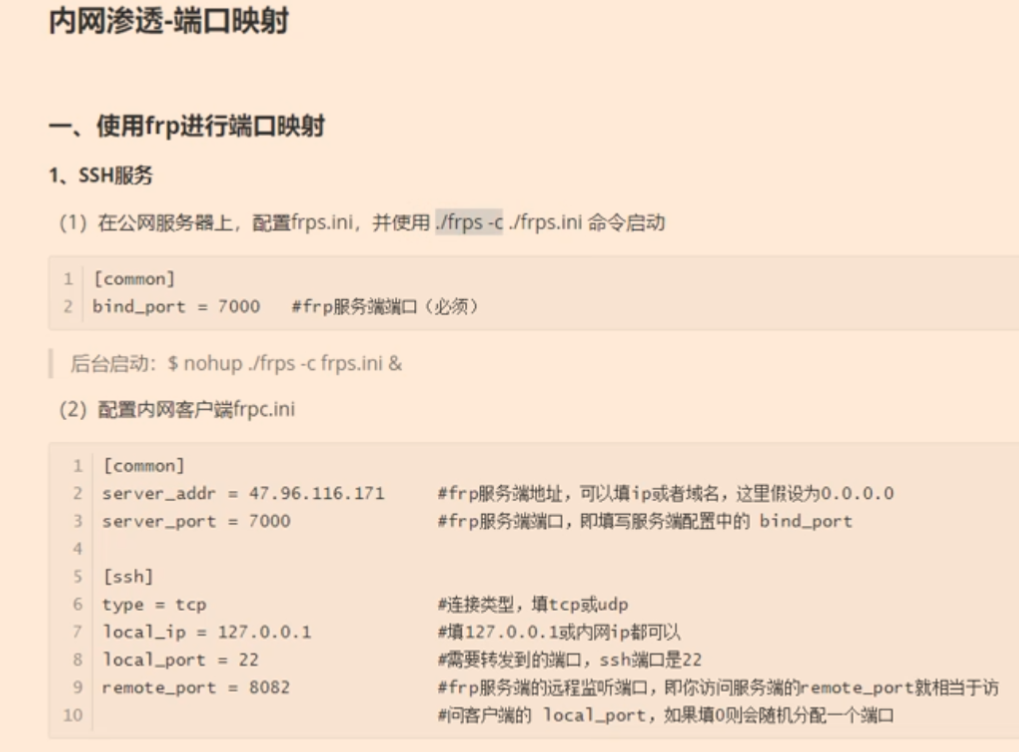 内网渗透-端口映射
一、使用frp进行端口映射
1、SSH服务
（1）在公网服务器上，配置frps.ini，并使用 ./frps -c ./frps.ini 命令启动
1 [common]
2 bind_port = 7000 #frp服务端端口（必须）
后台启动：$ nohup ./frps -c frps.ini &
（2）配置内网客户端frpc.ini
1 [common]
2 server_addr = 47.96.116.171 #frp服务端地址，可以填ip或者域名，这里假设为0.0.0.0
3 server_port = 7000 #frp服务端端口，即填写服务端配置中的 bind_port
4
5 [ssh]
6 type = tcp #连接类型，填tcp或udp
7 local_ip = 127.0.0.1 #填127.0.0.1或内网ip都可以
8 local_port = 22 #需要转发到的端口，ssh端口是22
9 remote_port = 8082 #frp服务端的远程监听端口，即你访问服务端的remote_port就相当于访
10 #问客户端的 local_port，如果填0则会随机分配一个端口